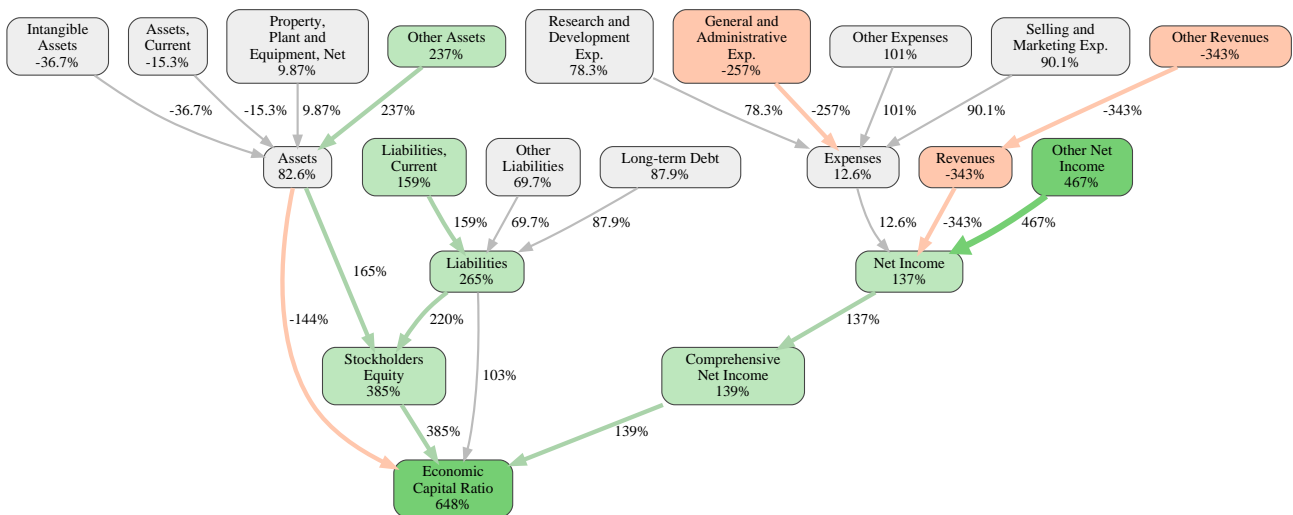 Intangible
Assets
-36.7%
Assets,
Current
-15.3%
Property,
Plant and
Equipment, Net
9.87%
Other Assets
237%
Research and
Development
Exp.
78.3%
General and
Administrative
Exp.
-257%
Other Expenses
101%
Selling and
Marketing Exp.
90.1%
Other Revenues
-343%
-36.7%
-15.3%
9.87%
237%
78.3%
-257%
101%
90.1%
-343%
Assets
82.6%
Liabilities,
Current
159%
Other
Liabilities
69.7%
Long-term Debt
87.9%
Expenses
12.6%
Revenues
-343%
Other Net
Income
467%
159%
69.7%
87.9%
12.6%
-343%
467%
Liabilities
265%
Net Income
137%
165%
-144%
220%
103%
137%
Stockholders
Equity
385%
Comprehensive
Net Income
139%
385%
139%
Economic
Capital Ratio
648%